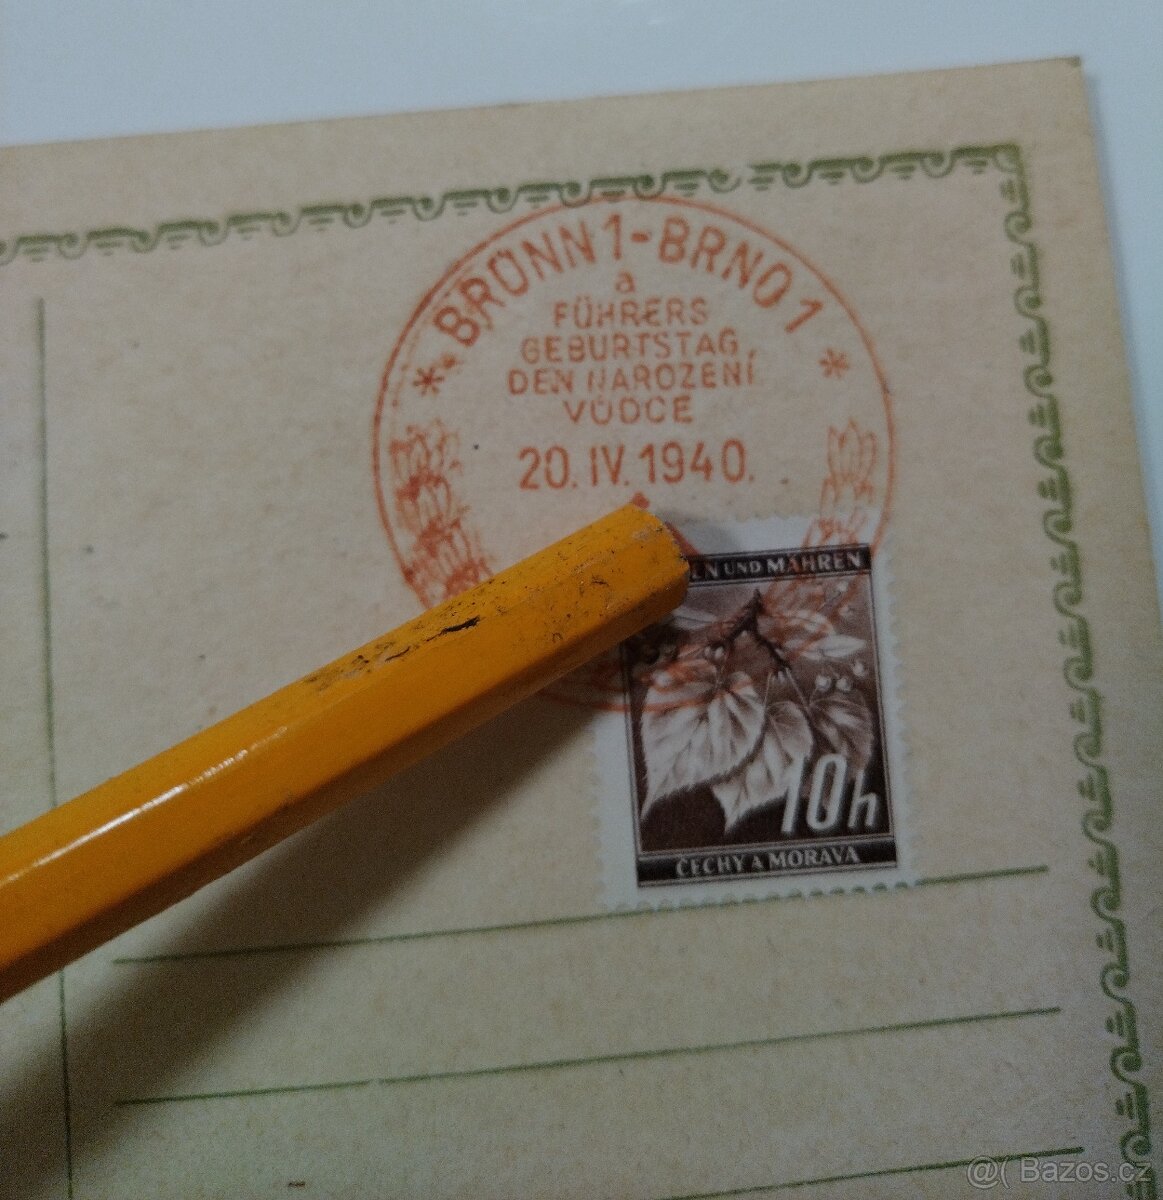 BRÜNN 1-BRNO 1
a
FÜHRERS
GEBURTSTAG
DEN NAROZENÍ
VŮDCE
20. IV. 1940.
EN UND MÄHREN
10h
ČECHY A MORAVA
@( Bazos.cz